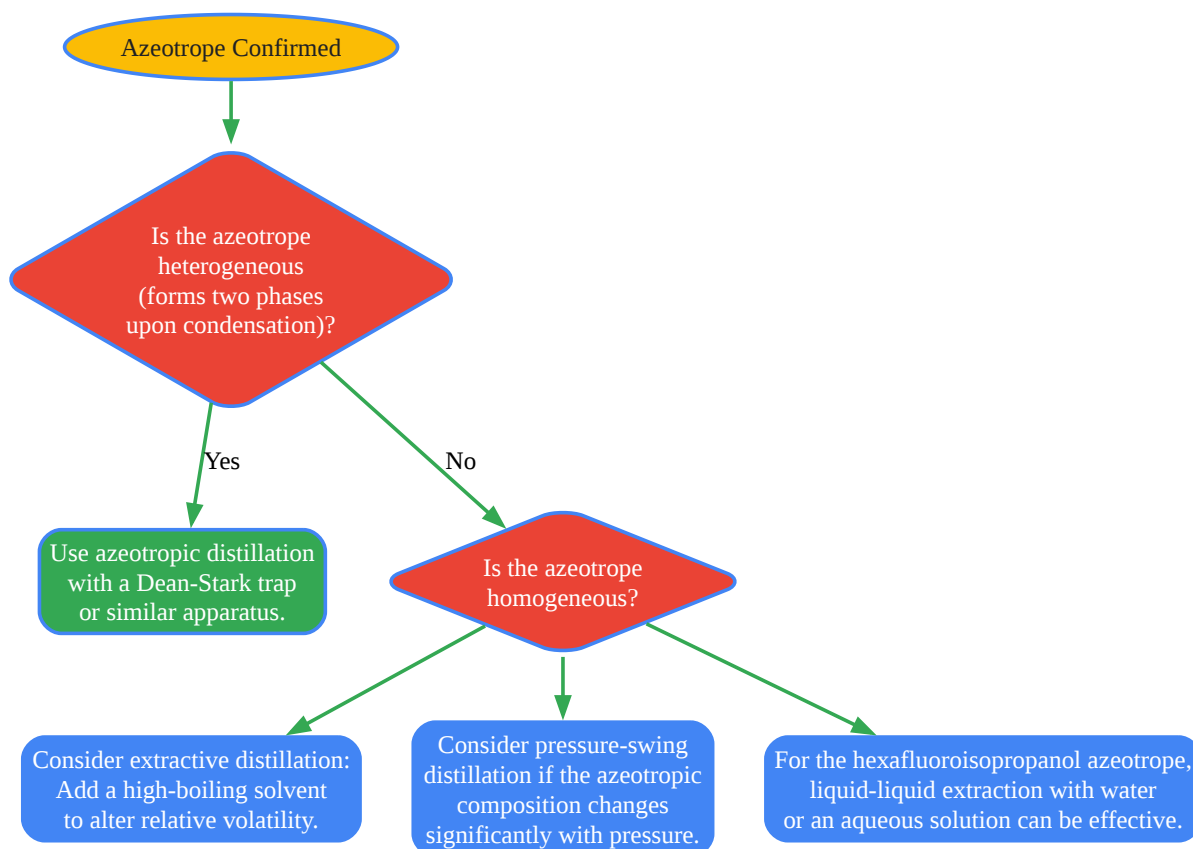 Azeotrope Confirmed
Is the azeotrope
heterogeneous
(forms two phases
upon condensation)?
Yes
No
Use azeotropic distillation
with a Dean-Stark trap
or similar apparatus.
Is the azeotrope
homogeneous?
Consider extractive distillation:
Add a high-boiling solvent
to alter relative volatility.
Consider pressure-swing
distillation if the azeotropic
composition changes
significantly with pressure.
For the hexafluoroisopropanol azeotrope,
liquid-liquid extraction with water
or an aqueous solution can be effective.